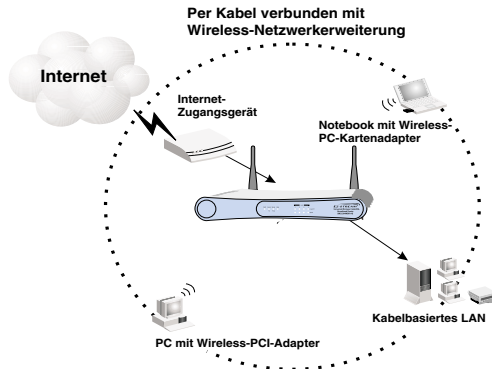 Per Kabel verbunden mit
Wireless-Netzwerkerweiterung
Internet
Internet-
Zugangsgerät
Notebook mit Wireless-
PC-Kartenadapter
Kabelbasiertes LAN
PC mit Wireless-PCI-Adapter